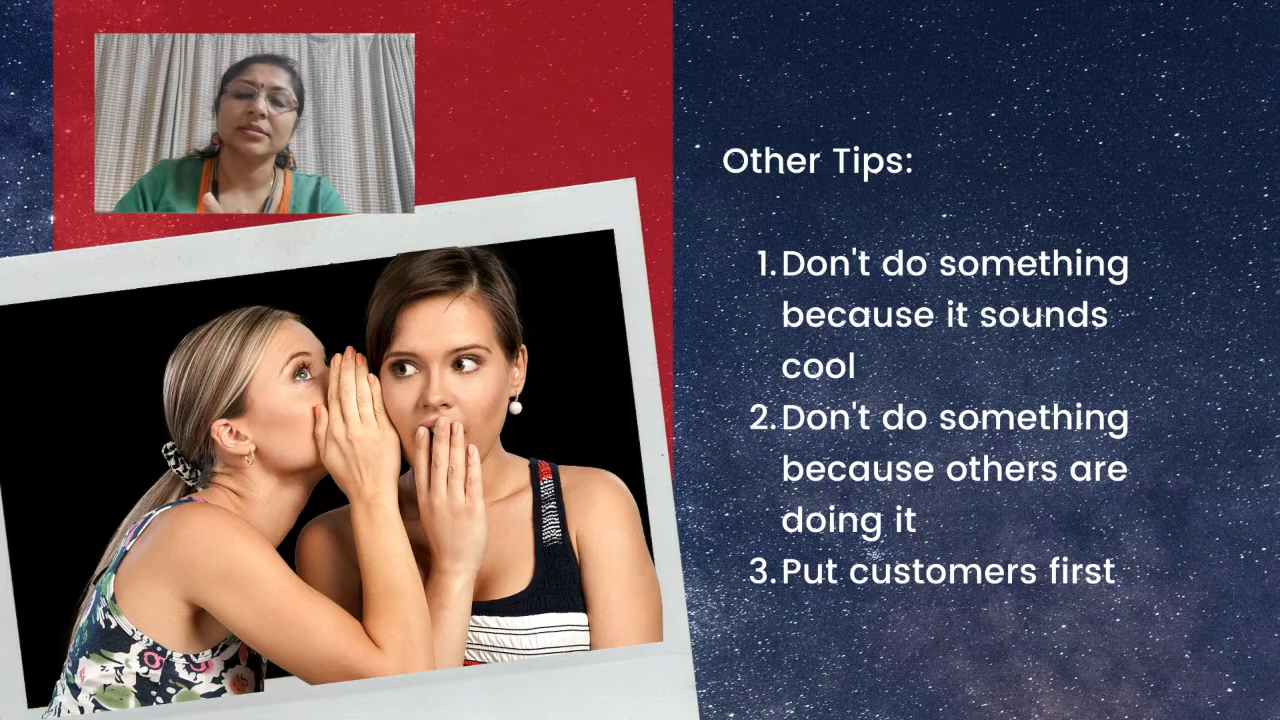 Other Tips:
1. Don't do something
because it sounds
cool
2. Don't do something
because others are
doing it
3. Put customers first